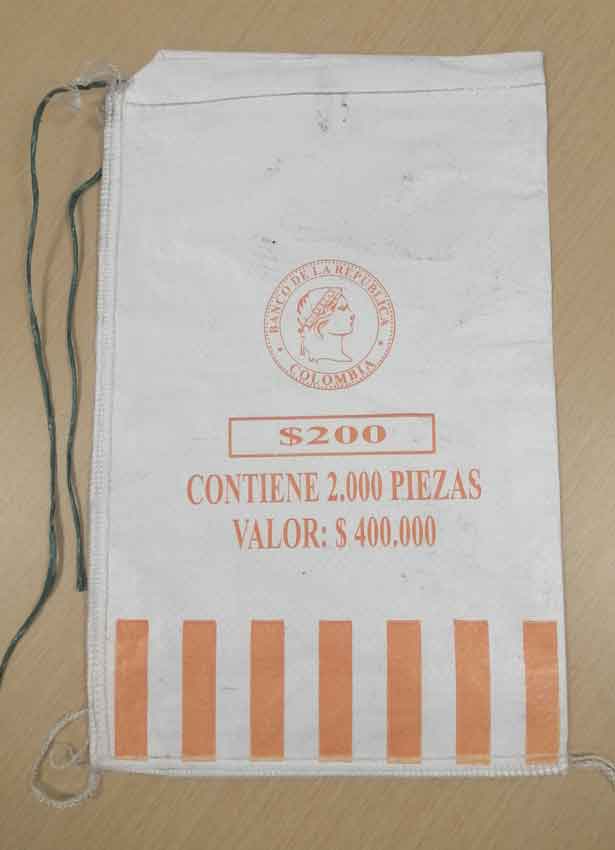 BANCO DE LA REPUBLICA
COLOMBIA
$200
CONTIENE 2.000 PIEZAS
VALOR: $ 400.000